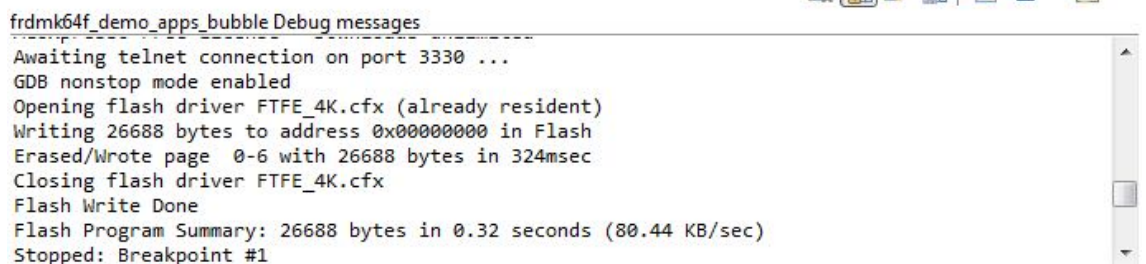 frdmk64f_demo_apps_bubble Debug messages
Awaiting telnet connection on port 3330 ...
GDB nonstop mode enabled
Opening flash driver FTFE_4K.cfx (already resident)
Writing 26688 bytes to address 0x00000000 in Flash
Erased/Wrote page  0-6 with 26688 bytes in 324msec
Closing flash driver FTFE_4K.cfx
Flash Write Done
Flash Program Summary: 26688 bytes in 0.32 seconds (80.44 KB/sec)
Stopped: Breakpoint #1